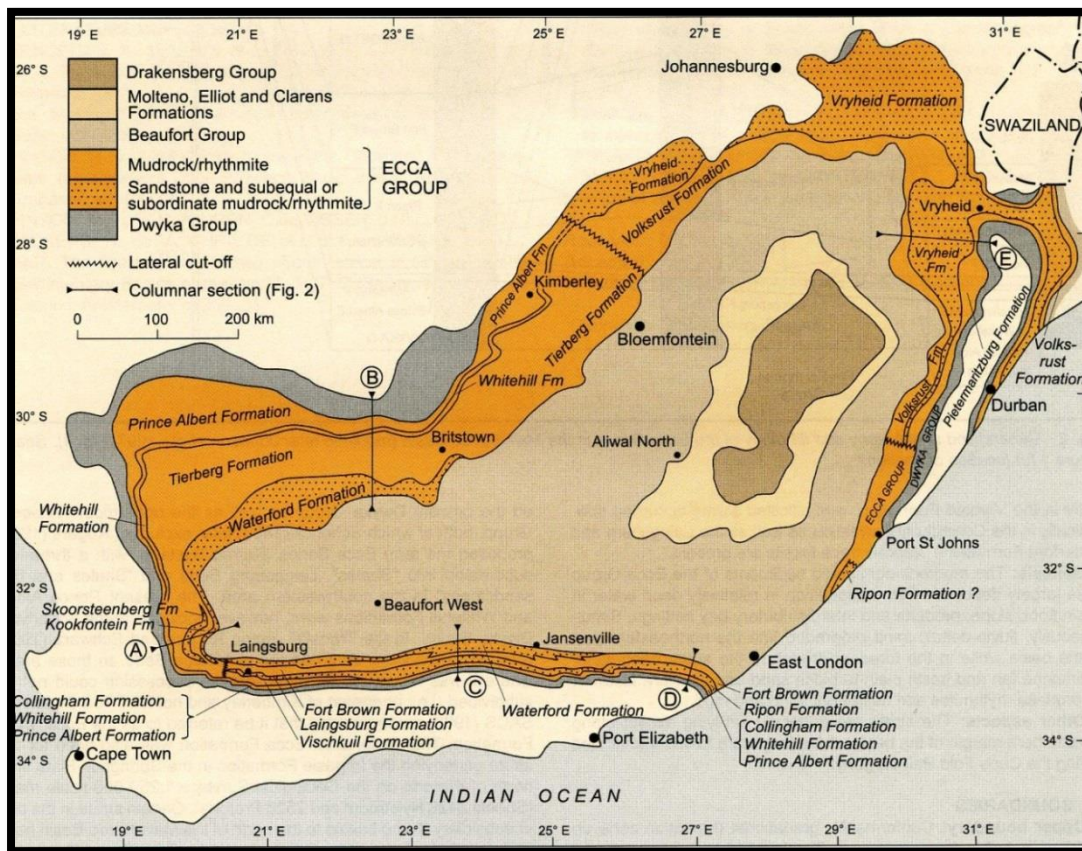 19° E
21° E
23° E
25° E
27° E
29° E
31° E
26° S
28° S
30° S
32° S
34° S
Drakensberg Group
Molteno, Elliot and Clarens
Formations
Beaufort Group
Mudrock/rhythmite
Sandstone and subequal or
subordinate mudrock/rhythmite
ECCA
GROUP
Dwyka Group
Lateral cut-off
Columnar section (Fig. 2)
0 100 200 km
Johannesburg
Vryheid Formation
SWAZILAND
Vryheid
Formation
Volksrust Formation
Vryheid
Vryheid
Fm
E
Prince Albert Fm
Kimberley
Tierberg Formation
Bloemfontein
Whitehill Fm
Pietermaritzburg Formation
Volks-
rust
Formation
Durban
Volksrust Fm
DWYKA GROUP
ECCA GROUP
B
Prince Albert Formation
Britstown
Aliwal North
Tierberg Formation
Waterford Formation
Whitehill
Formation
Port St Johns
32° S
Ripon Formation ?
Skoorsteenberg Fm
Kookfontein Fm
Beaufort West
A
Laingsburg
Jansenville
East London
C
D
Collingham Formation
Whitehill Formation
Prince Albert Formation
Fort Brown Formation
Laingsburg Formation
Vischkuil Formation
Waterford Formation
Fort Brown Formation
Ripon Formation
Collingham Formation
Whitehill Formation
Prince Albert Formation
Port Elizabeth
Cape Town
34° S
INDIAN OCEAN
19° E
21° E
23° E
25° E
27° E
29° E
31° E